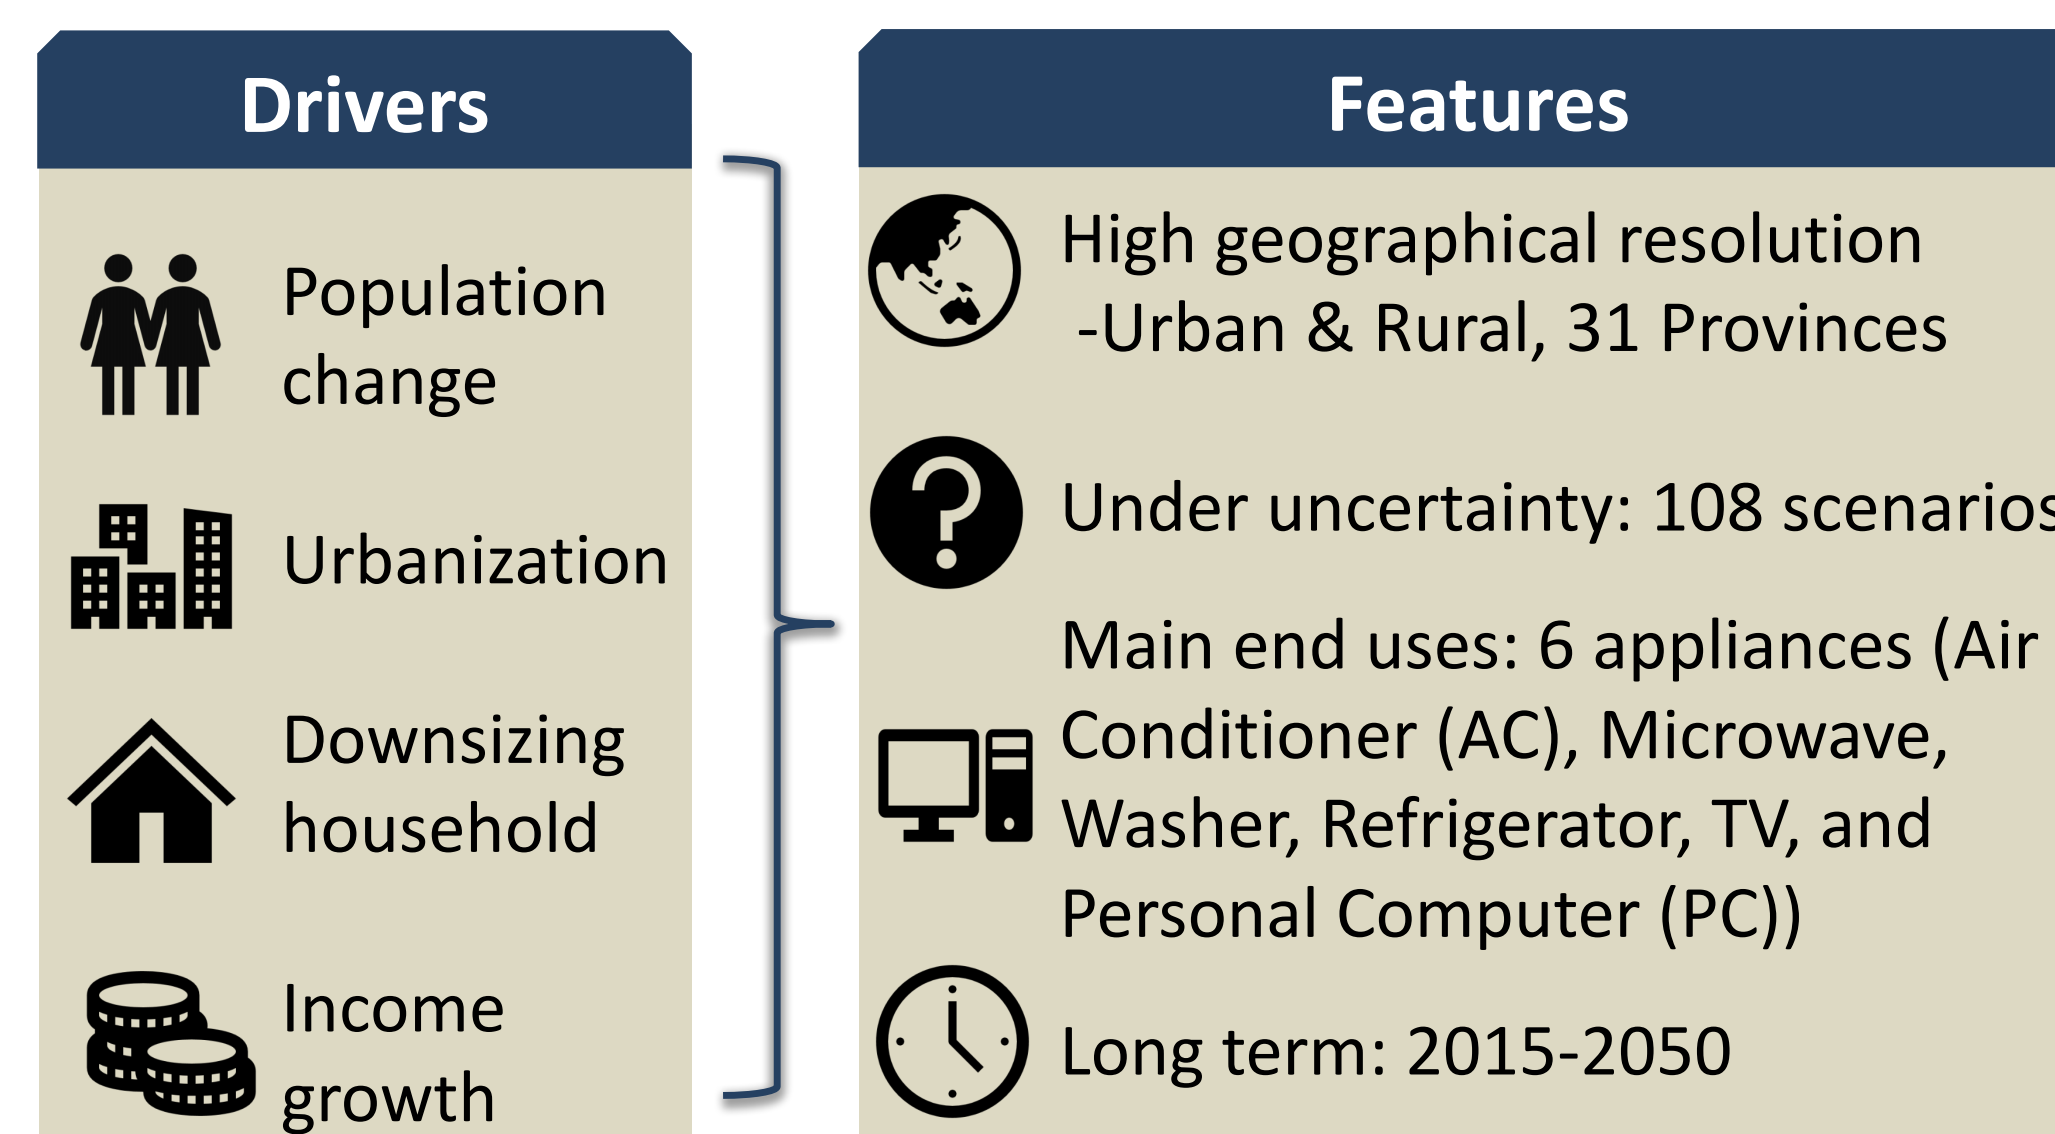 Drivers
Population
change
Urbanization
Downsizing
household
Income
growth
Features
High geographical resolution
-Urban & Rural, 31 Provinces
Under uncertainty: 108 scenarios
Main end uses: 6 appliances (Air
Conditioner (AC), Microwave,
Washer, Refrigerator, TV, and
Personal Computer (PC))
Long term: 2015-2050